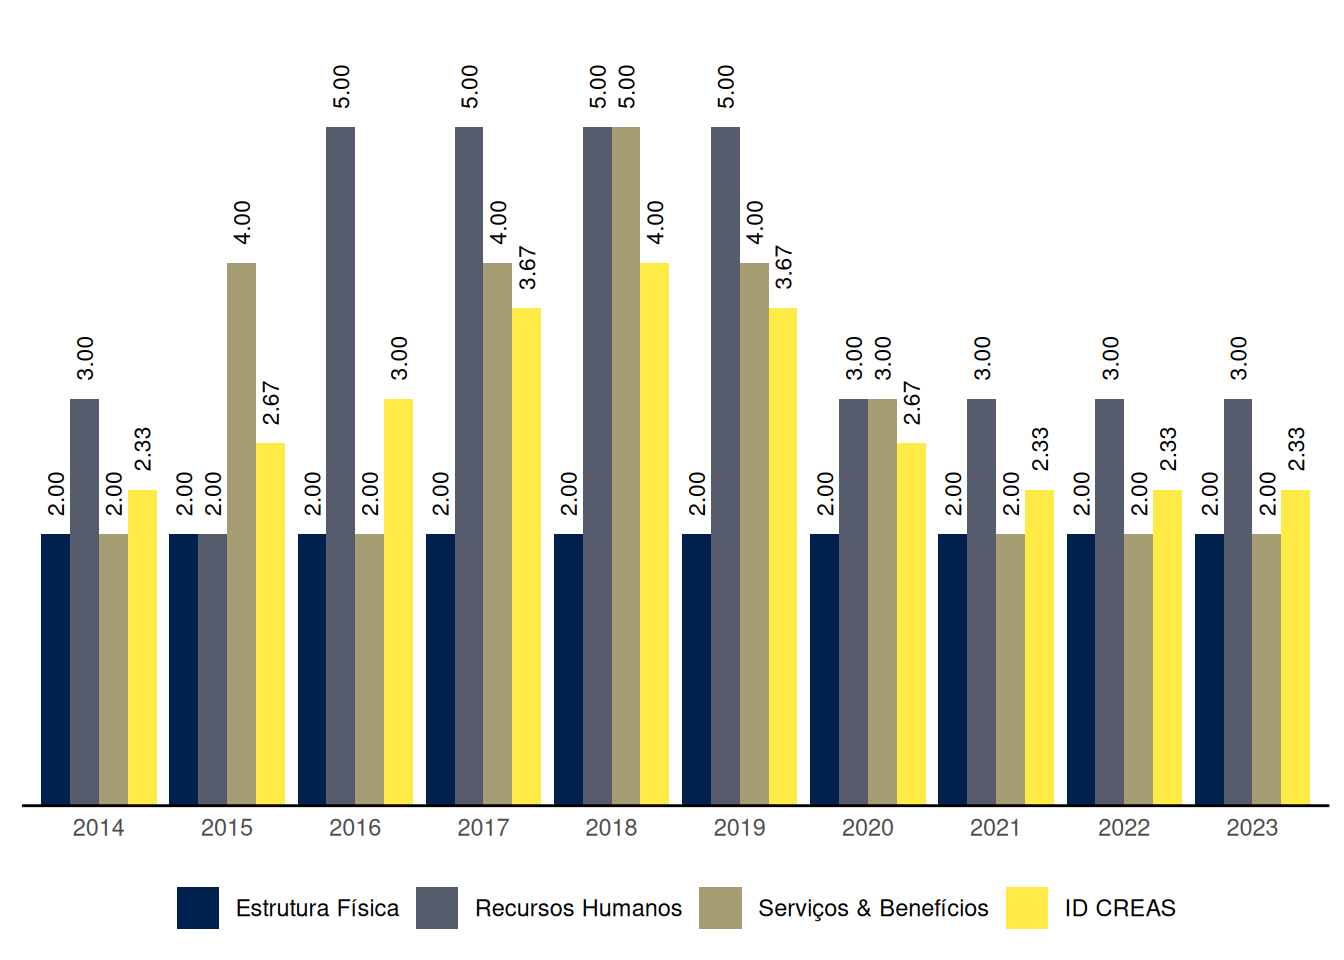 5.00 5.00 5.00 5.00 5.00
4.00 4.00 4.00 4.00
3.67 3.67
3.00 3.00 3.00 3.00 3.00 3.00 3.00
2.67 2.67
2.33 2.33 2.33 2.33
2.00 2.00 2.00 2.00 2.00 2.00 2.00 2.00 2.00 2.00 2.00 2.00 2.00 2.00 2.00 2.00
2014 2015 2016 2017 2018 2019 2020 2021 2022 2023
Estrutura Física Recursos Humanos Serviços & Benefícios ID CREAS